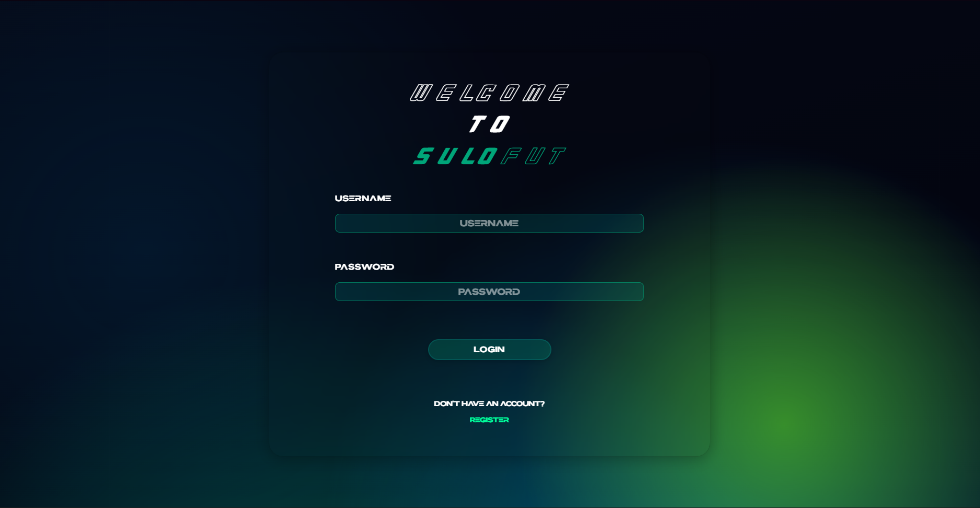 WELCOME
TO
SULOFUT
USERNAME
USERNAME
PASSWORD
PASSWORD
LOGIN
DON'T HAVE AN ACCOUNT?
REGISTER